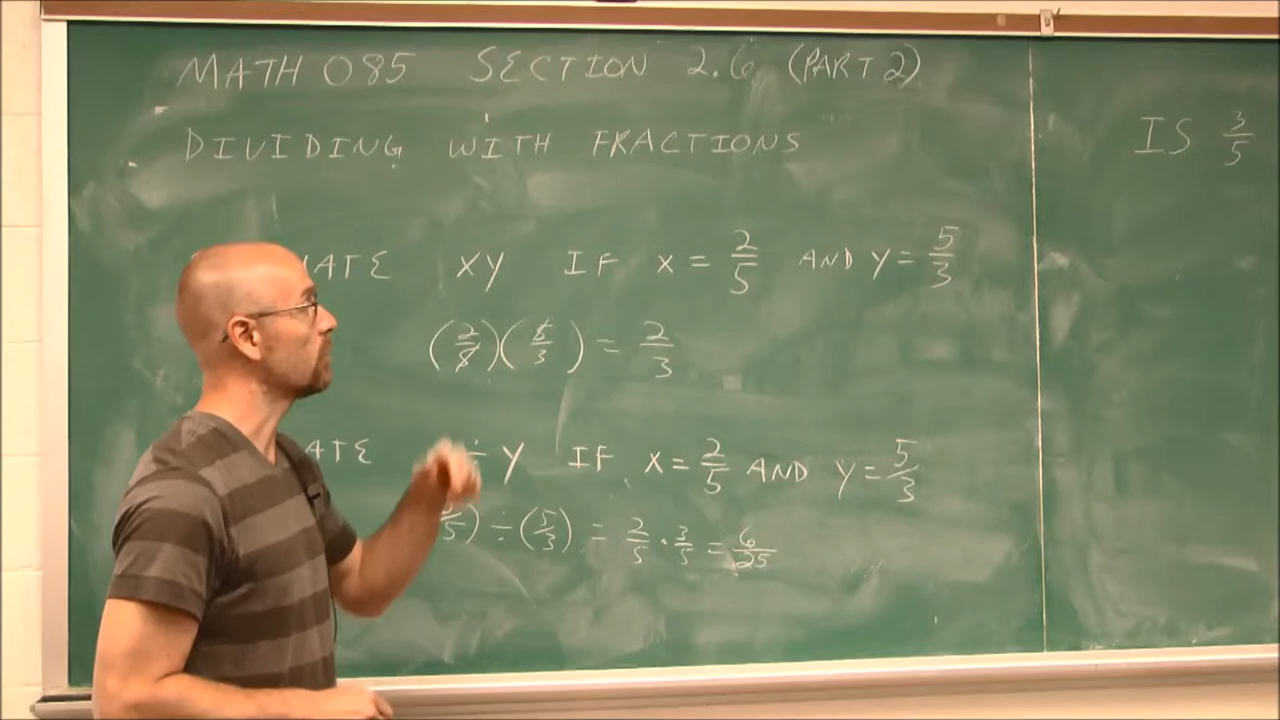 MATH 085 SECTION 2.6 (PART 2)
DIVIDING WITH FRACTIONS
XY IF X = 2/5 AND Y = 5/3
(2/5)(5/3) = 2/3
÷ Y IF X = 2/5 AND Y = 5/3
/5) ÷ (5/3) = 2/5 · 3/5 = 6/25
IS 3/5